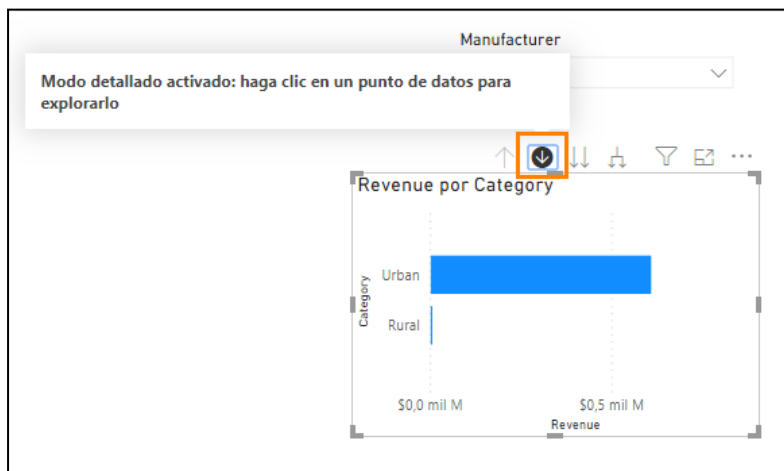 Manufacturer
Modo detallado activado: haga clic en un punto de datos para
explorarlo
Revenue por Category
Category
Urban
Rural
$0,0 mil M
$0,5 mil M
Revenue